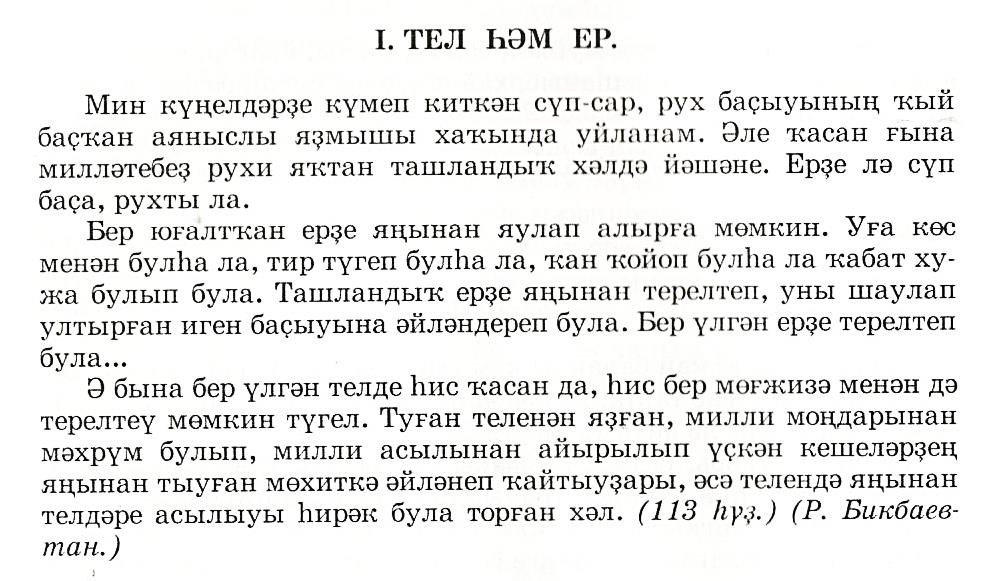 I. ТЕЛ ҺӘМ ЕР.
Мин күңелдәрҙе күмеп киткән сүп-сар, рух баҫыуының ҡый
баҫҡан аяныслы яҙмышы хаҡында уйланам. Әле ҡасан ғына
милләтебеҙ рухи яҡтан ташландыҡ хәлдә йәшәне. Ерҙе лә сүп
баҫа, рухты ла.
Бер юғалтҡан ерҙе яңынан яулап алырға мөмкин. Уға көс
менән булһа ла, тир түгеп булһа ла, ҡан ҡойоп булһа ла ҡабат ху-
жа булып була. Ташландыҡ ерҙе яңынан терелтеп, уны шаулап
ултырған иген баҫыуына әйләндереп була. Бер үлгән ерҙе терелтеп
була...
Ә бына бер үлгән телде һис ҡасан да, һис бер мөғжизә менән дә
терелтеү мөмкин түгел. Туған теленән яҙған, милли моңдарынан
мәхрүм булып, милли асылынан айырылып үҫкән кешеләрҙең
яңынан тыуған мөхиткә әйләнеп ҡайтыуҙары, әсә телендә яңынан
телдәре асылыуы һирәк була торған хәл. (113 һүҙ.) (Р. Бикбаев-
тан.)